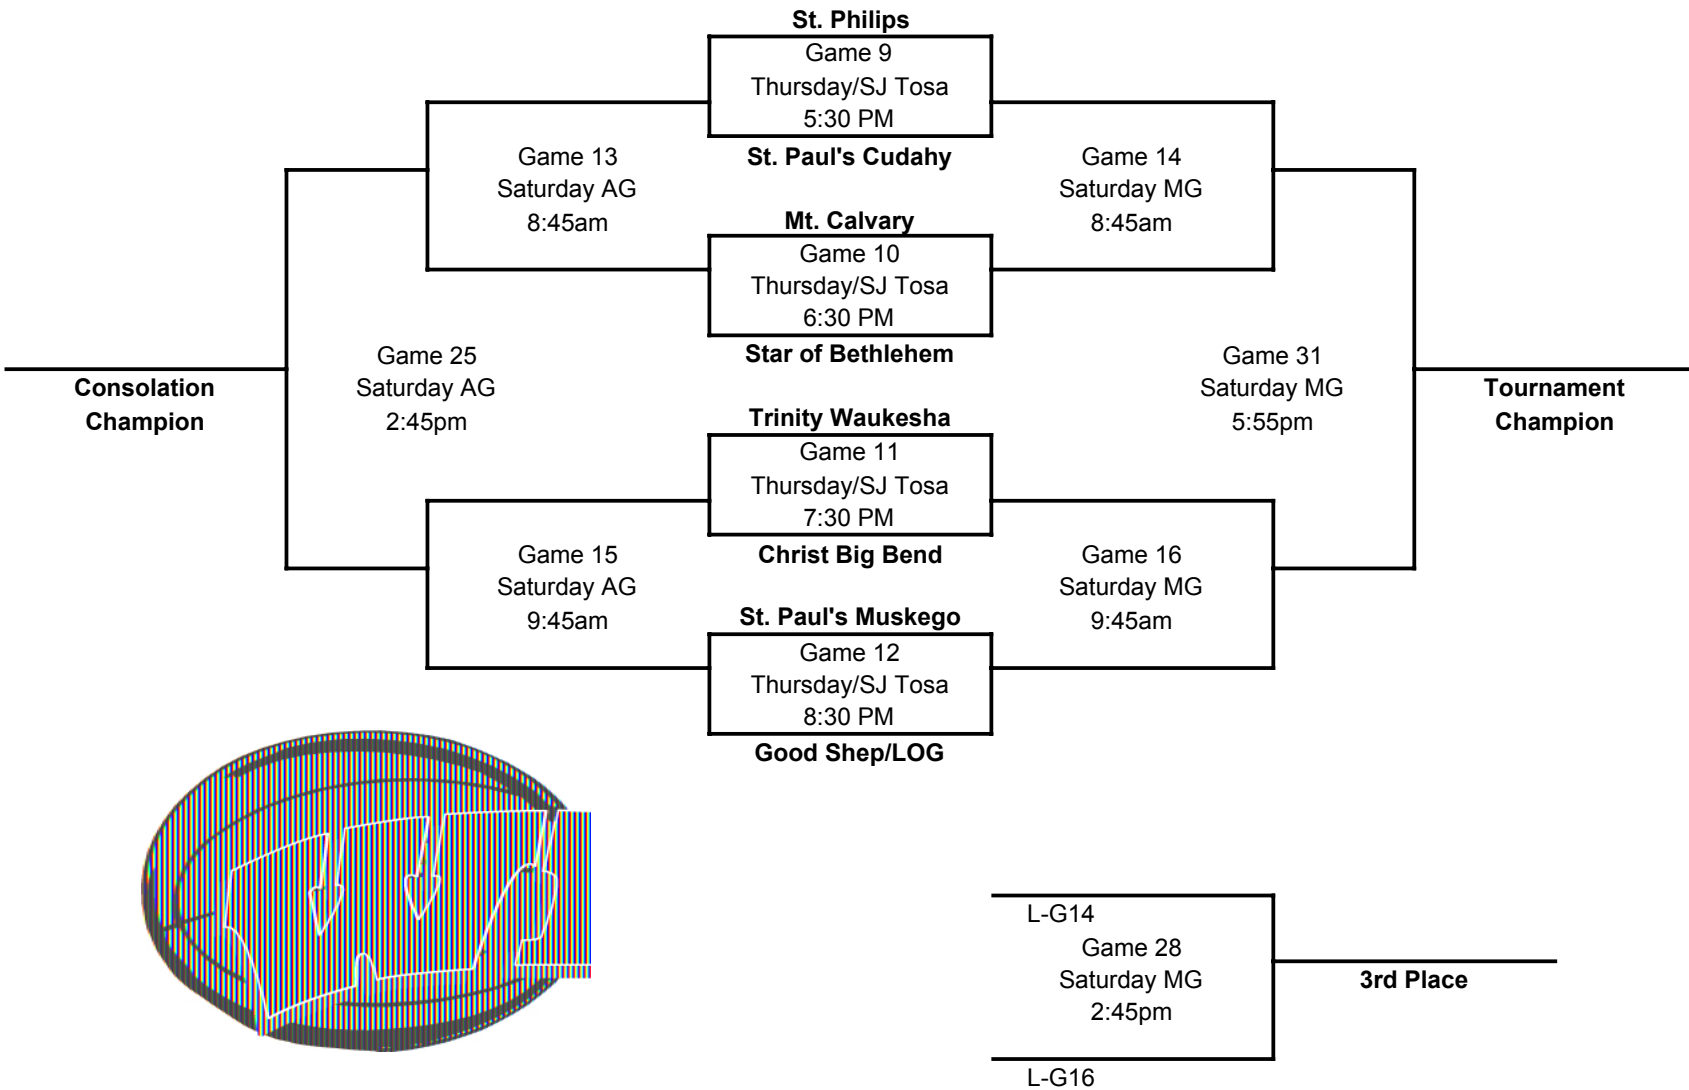 St. Philips
Game 9
Thursday/SJ Tosa
5:30 PM
St. Paul's Cudahy
Game 13
Saturday AG
8:45am
Game 14
Saturday MG
8:45am
Mt. Calvary
Game 10
Thursday/SJ Tosa
6:30 PM
Star of Bethlehem
Game 25
Saturday AG
2:45pm
Game 31
Saturday MG
5:55pm
Consolation
Champion
Tournament
Champion
Trinity Waukesha
Game 11
Thursday/SJ Tosa
7:30 PM
Christ Big Bend
Game 15
Saturday AG
9:45am
Game 16
Saturday MG
9:45am
St. Paul's Muskego
Game 12
Thursday/SJ Tosa
8:30 PM
Good Shep/LOG
L-G14
Game 28
Saturday MG
2:45pm
3rd Place
L-G16